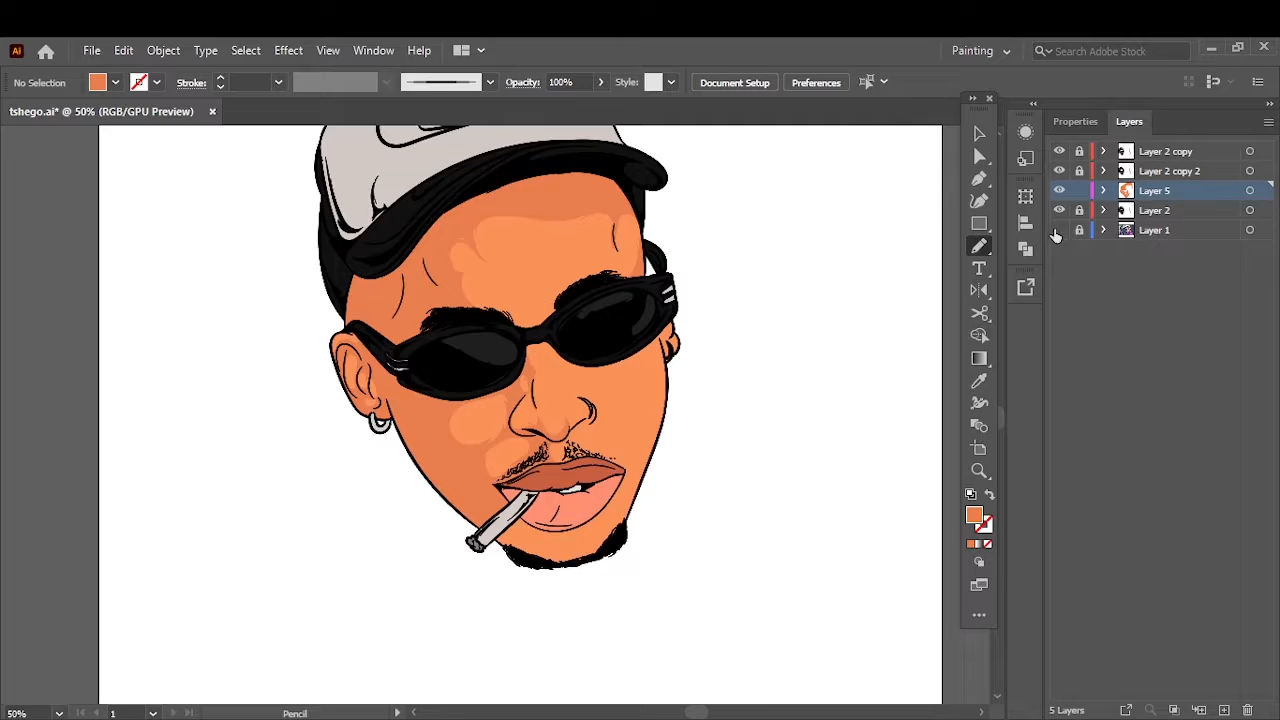 Ai File Edit Object Type Select Effect View Window Help Painting Search Adobe Stock
No Selection Stroke: Opacity: 100% Style: Document Setup Preferences
tshego.ai* @ 50% (RGB/GPU Preview)
Properties Layers
Layer 2 copy
Layer 2 copy 2
Layer 5
Layer 2
Layer 1
50% 1 Pencil 5 Layers